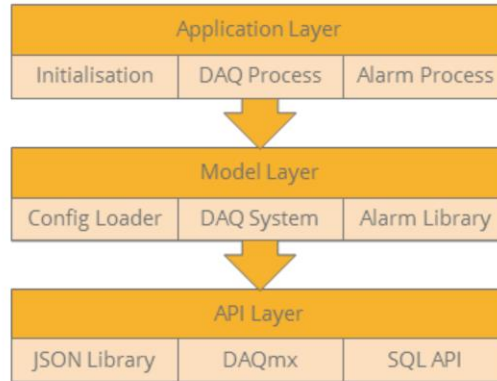 Application Layer
Initialisation DAQ Process Alarm Process
Model Layer
Config Loader DAQ System Alarm Library
API Layer
JSON Library DAQmx SQL API